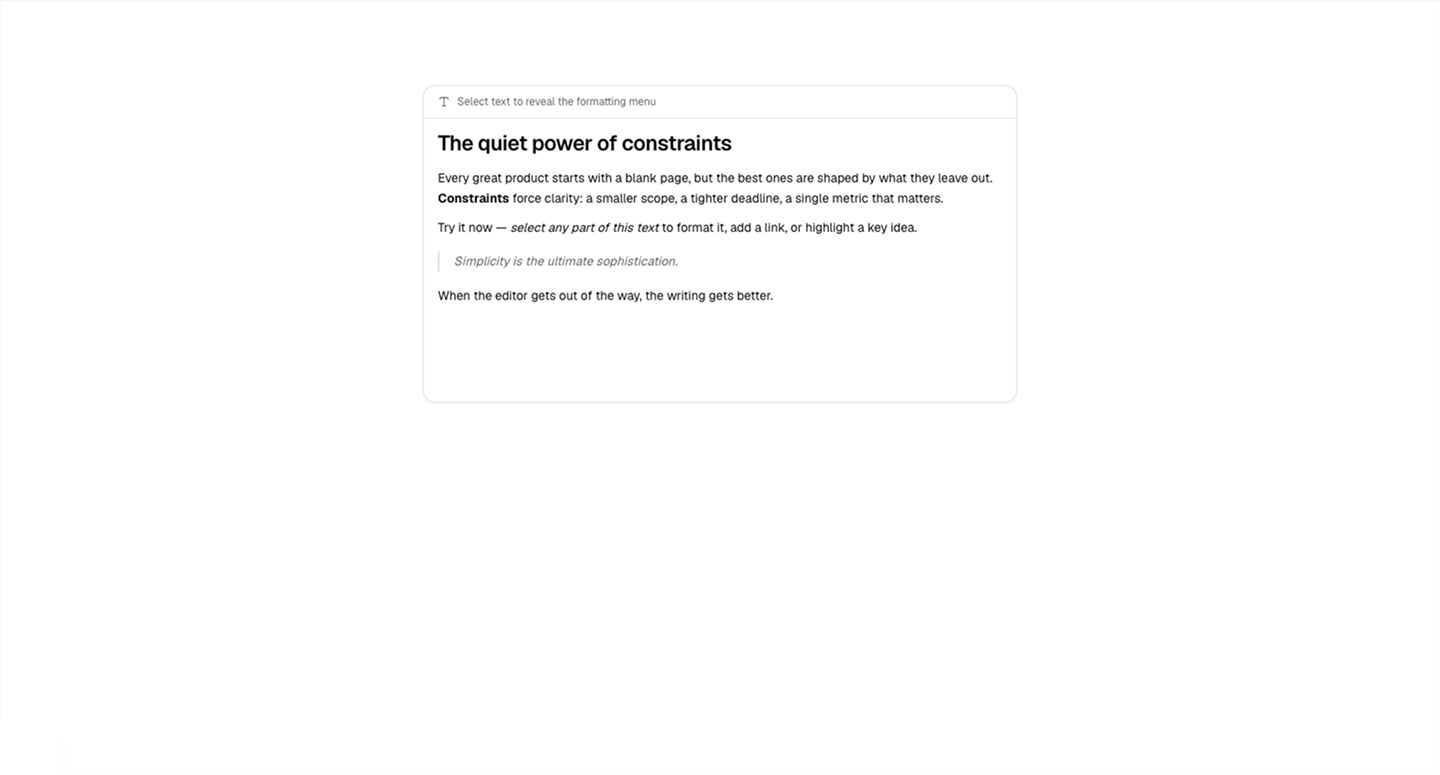 Select text to reveal the formatting menu
The quiet power of constraints
Every great product starts with a blank page, but the best ones are shaped by what they leave out.
Constraints force clarity: a smaller scope, a tighter deadline, a single metric that matters.
Try it now — select any part of this text to format it, add a link, or highlight a key idea.
Simplicity is the ultimate sophistication.
When the editor gets out of the way, the writing gets better.